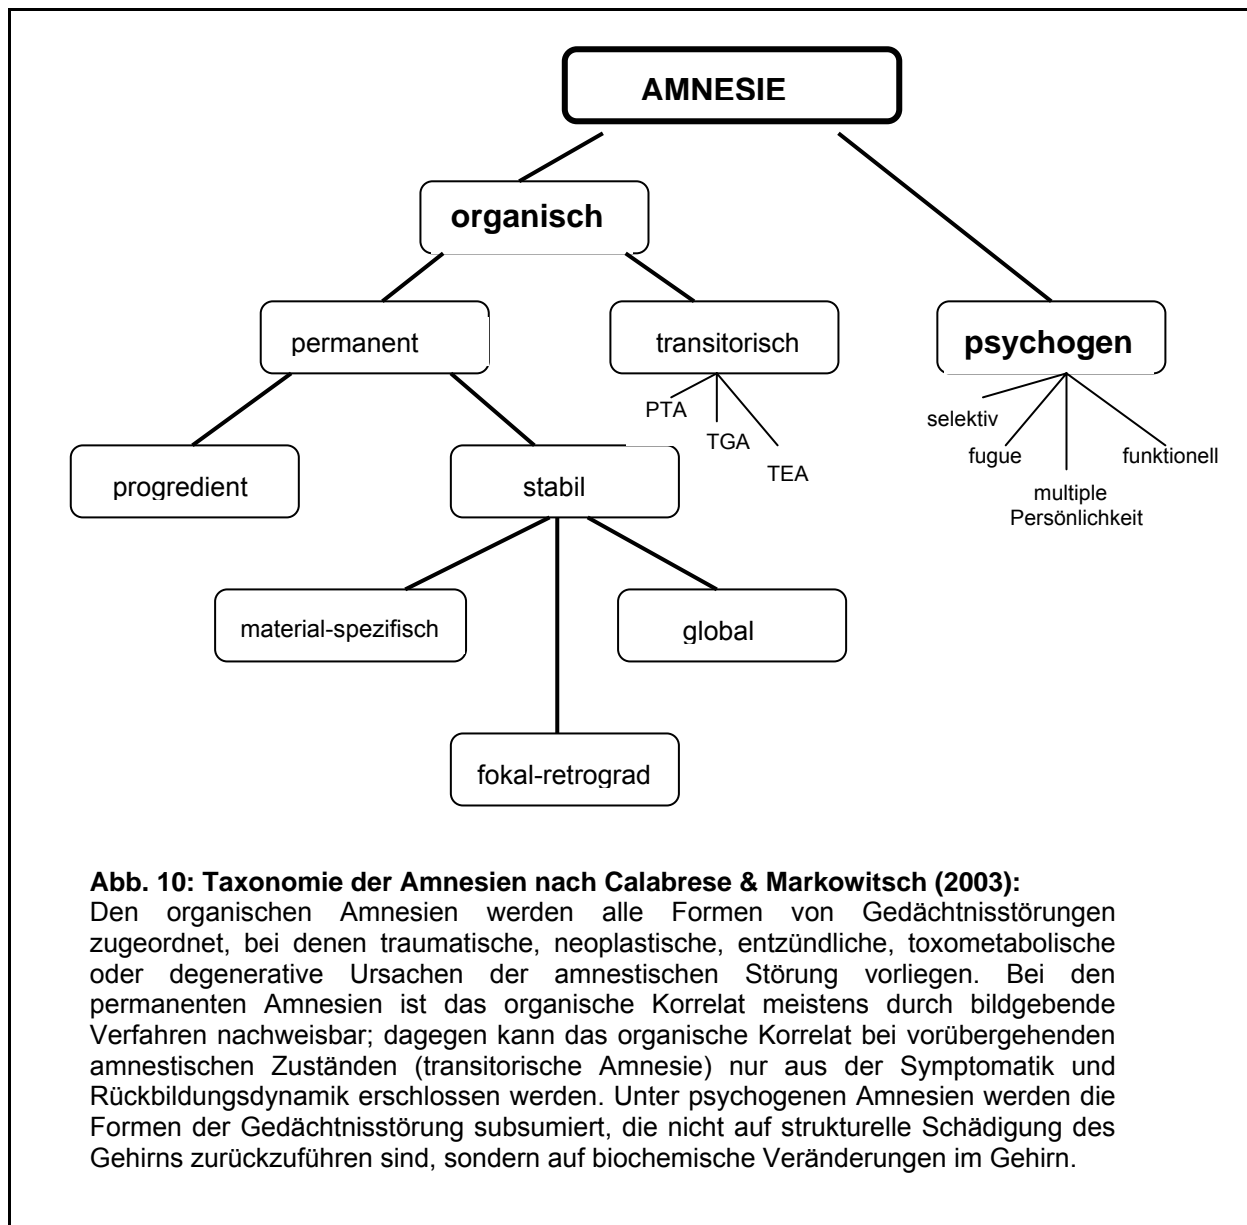 AMNESIE
organisch
permanent
transitorisch
psychogen
PTA
TGA
TEA
selektiv
fugue
funktionell
multiple
Persönlichkeit
progredient
stabil
material-spezifisch
global
fokal-retrograd
Abb. 10: Taxonomie der Amnesien nach Calabrese & Markowitsch (2003):
Den organischen Amnesien werden alle Formen von Gedächtnisstörungen
zugeordnet, bei denen traumatische, neoplastische, entzündliche, toxometabolische
oder degenerative Ursachen der amnestischen Störung vorliegen. Bei den
permanenten Amnesien ist das organische Korrelat meistens durch bildgebende
Verfahren nachweisbar; dagegen kann das organische Korrelat bei vorübergehenden
amnestischen Zuständen (transitorische Amnesie) nur aus der Symptomatik und
Rückbildungsdynamik erschlossen werden. Unter psychogenen Amnesien werden die
Formen der Gedächtnisstörung subsumiert, die nicht auf strukturelle Schädigung des
Gehirns zurückzuführen sind, sondern auf biochemische Veränderungen im Gehirn.